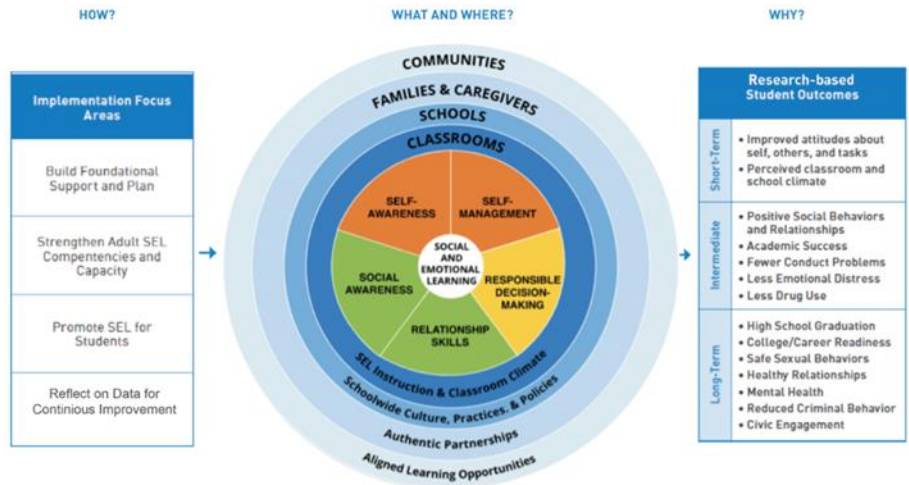 HOW?
WHAT AND WHERE?
WHY?
Implementation Focus
Areas
Build Foundational
Support and Plan
Strengthen Adult SEL
Compentencies and
Capacity
Promote SEL for
Students
Reflect on Data for
Continious Improvement
COMMUNITIES
FAMILIES & CAREGIVERS
SCHOOLS
CLASSROOMS
SELF-
AWARENESS
SELF-
MANAGEMENT
SOCIAL
AND
EMOTIONAL
LEARNING
SOCIAL
AWARENESS
RESPONSIBLE
DECISION-
MAKING
RELATIONSHIP
SKILLS
SEL Instruction & Classroom Climate
Schoolwide Culture, Practices, & Policies
Authentic Partnerships
Aligned Learning Opportunities
Research-based
Student Outcomes
Short-Term
• Improved attitudes about
self, others, and tasks
• Perceived classroom and
school climate
Intermediate
• Positive Social Behaviors
and Relationships
• Academic Success
• Fewer Conduct Problems
• Less Emotional Distress
• Less Drug Use
Long-Term
• High School Graduation
• College/Career Readiness
• Safe Sexual Behaviors
• Healthy Relationships
• Mental Health
• Reduced Criminal Behavior
• Civic Engagement